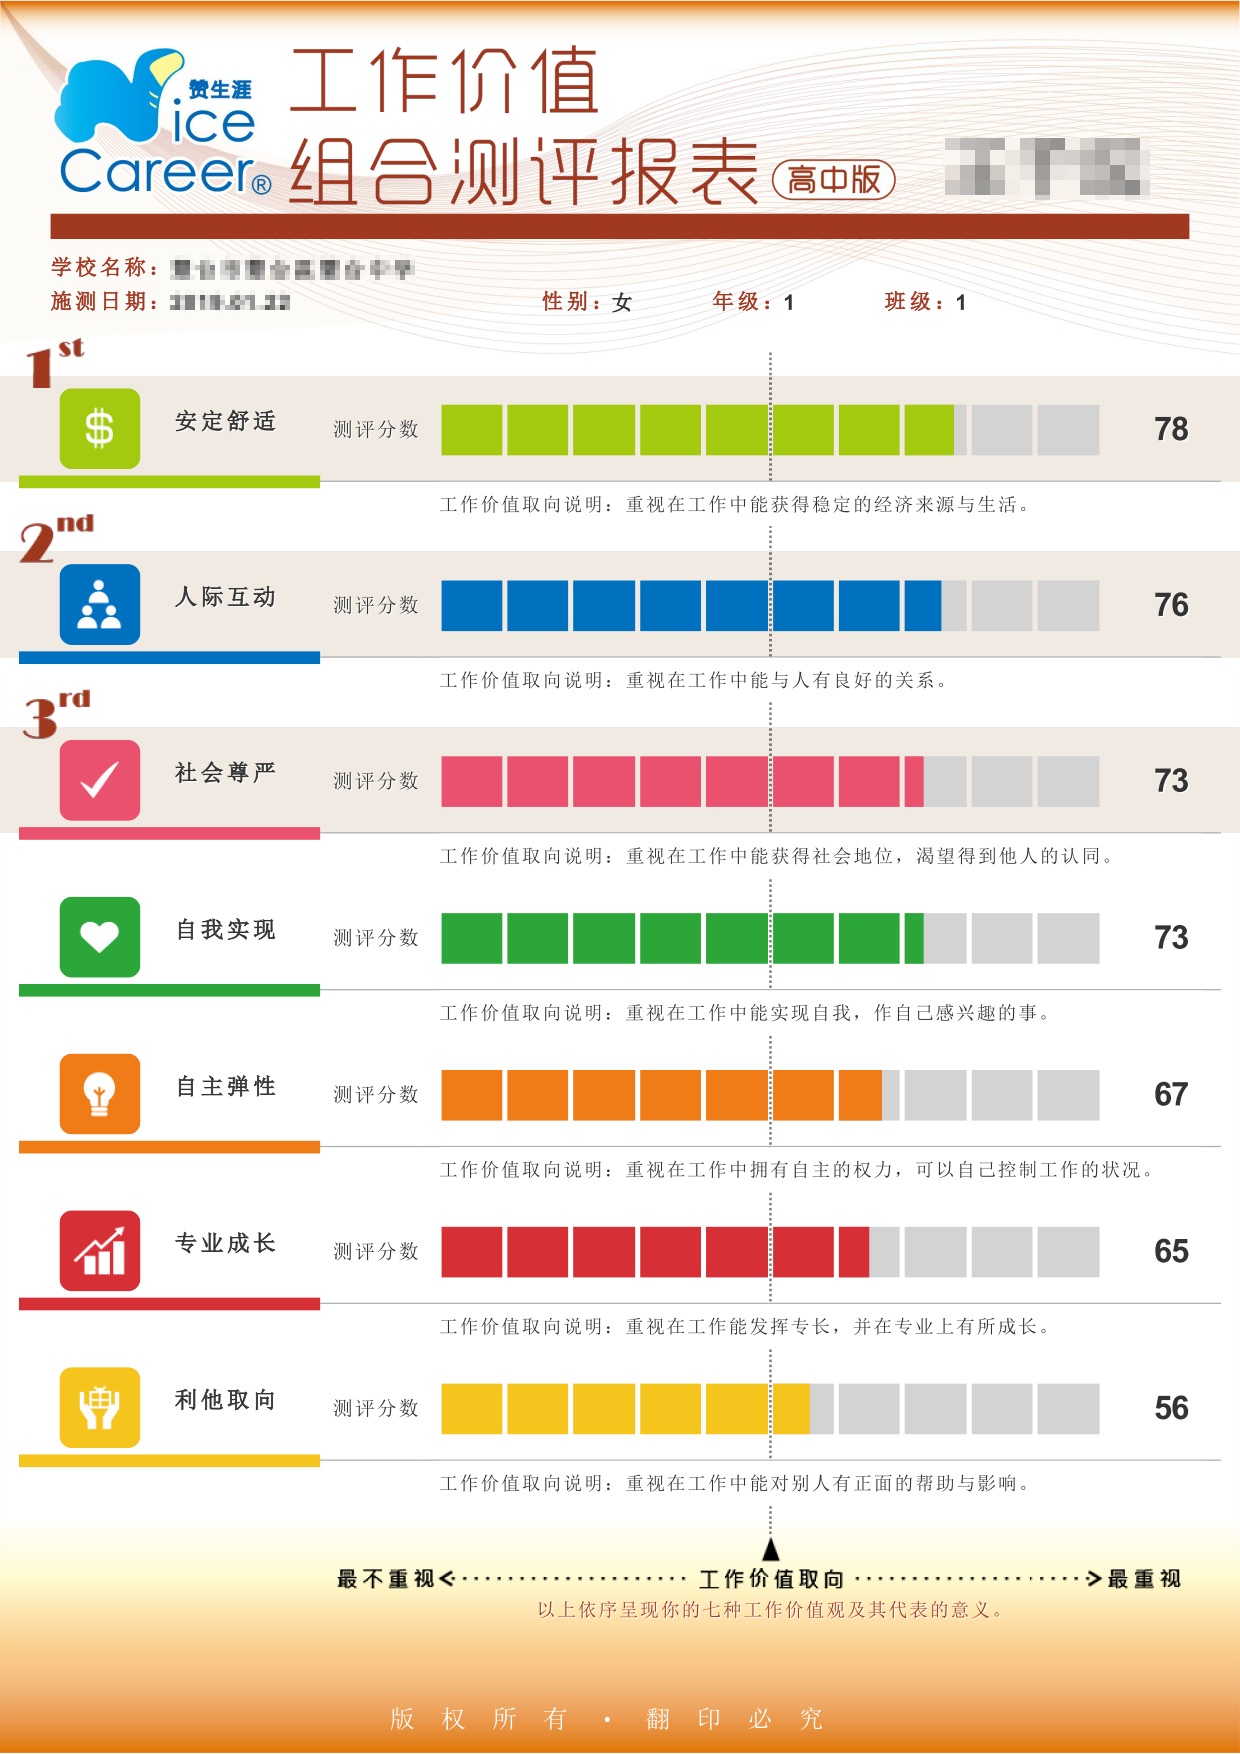 赞生涯
Nice
Career®
工作价值
组合测评报表 高中版
学校名称：
施测日期： 性别：女 年级：1 班级：1
1st
安定舒适 测评分数 78
工作价值取向说明：重视在工作中能获得稳定的经济来源与生活。
2nd
人际互动 测评分数 76
工作价值取向说明：重视在工作中能与人有良好的关系。
3rd
社会尊严 测评分数 73
工作价值取向说明：重视在工作中能获得社会地位，渴望得到他人的认同。
自我实现 测评分数 73
工作价值取向说明：重视在工作中能实现自我，作自己感兴趣的事。
自主弹性 测评分数 67
工作价值取向说明：重视在工作中拥有自主的权力，可以自己控制工作的状况。
专业成长 测评分数 65
工作价值取向说明：重视在工作能发挥专长，并在专业上有所成长。
利他取向 测评分数 56
工作价值取向说明：重视在工作中能对别人有正面的帮助与影响。
最不重视 工作价值取向 最重视
以上依序呈现你的七种工作价值观及其代表的意义。
版权所有·翻印必究